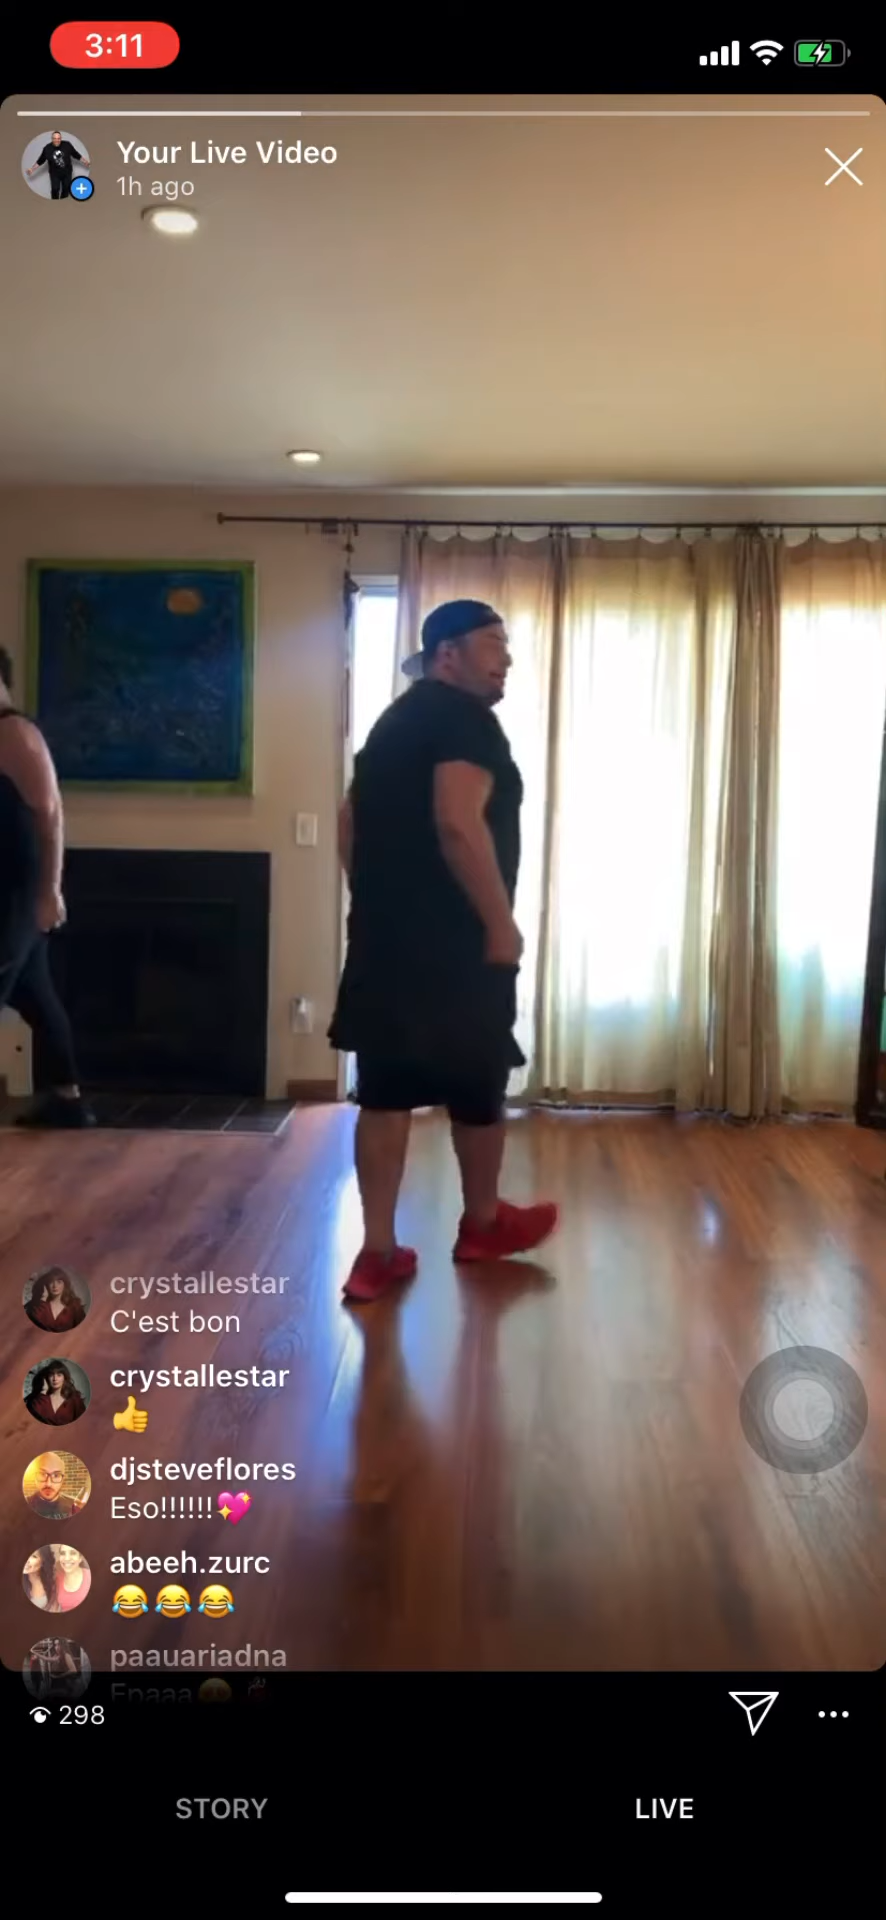 3:11
Your Live Video
1h ago
crystallestar
C'est bon
crystallestar
👍
djsteveflores
Eso!!!!!!💖
abeeh.zurc
😂😂😂
paauariadna
Epaaa
298
STORY
LIVE